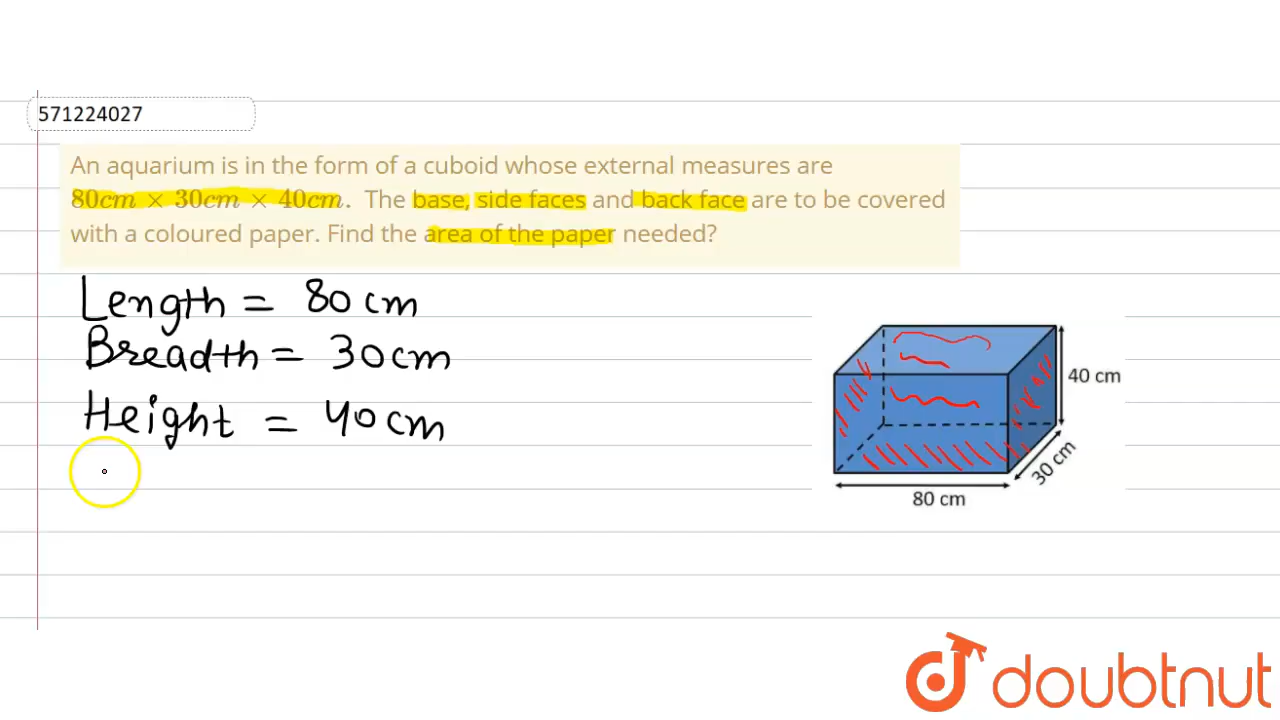 571224027
An aquarium is in the form of a cuboid whose external measures are
80cm × 30cm × 40cm. The base, side faces and back face are to be covered
with a coloured paper. Find the area of the paper needed?
Length = 80 cm
Breadth = 30 cm
Height = 40 cm
40 cm
30 cm
80 cm
doubtnut